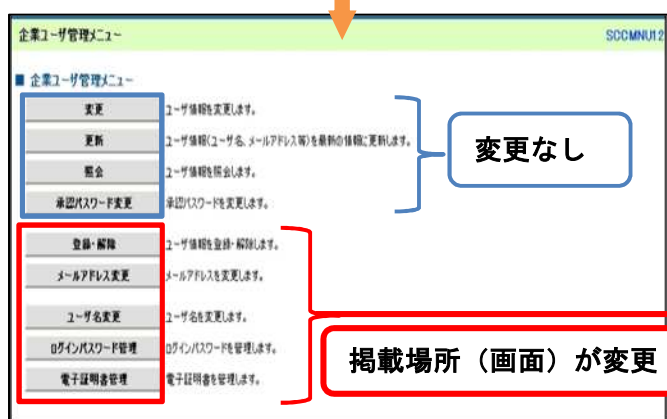 企業ユーザ管理メニュー SCCMNU12
■ 企業ユーザ管理メニュー
変更 ユーザ情報を変更します。
更新 ユーザ情報(ユーザ名、メールアドレス等)を最新の情報に更新します。
照会 ユーザ情報を照会します。
承認パスワード変更 承認パスワードを変更します。
変更なし
登録・解除 ユーザ情報を登録・解除します。
メールアドレス変更 メールアドレスを変更します。
ユーザ名変更 ユーザ名を変更します。
ログインパスワード管理 ログインパスワードを管理します。
電子証明書管理 電子証明書を管理します。
掲載場所（画面）が変更